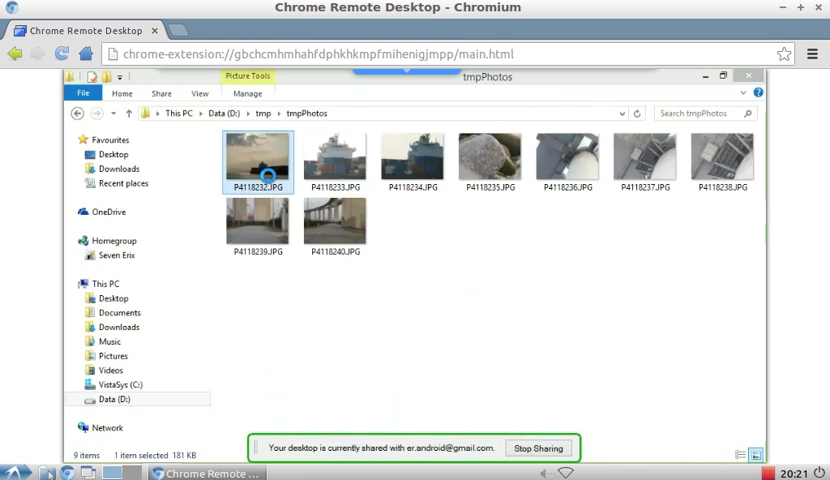 Chrome Remote Desktop - Chromium
Chrome Remote Desktop
chrome-extension://gbchcmhmhahfdphkhkmpfmihenigjmpp/main.html
Picture Tools
tmpPhotos
File Home Share View Manage
This PC Data (D:) tmp tmpPhotos
Search tmpPhotos
Favourites
Desktop
Downloads
Recent places
OneDrive
Homegroup
Seven Erix
This PC
Desktop
Documents
Downloads
Music
Pictures
Videos
VistaSys (C:)
Data (D:)
Network
P4118232.JPG
P4118233.JPG
P4118234.JPG
P4118235.JPG
P4118236.JPG
P4118237.JPG
P4118238.JPG
P4118239.JPG
P4118240.JPG
Your desktop is currently shared with er.android@gmail.com.
Stop Sharing
9 items 1 item selected 181 KB
Chrome Remote ...
20:21